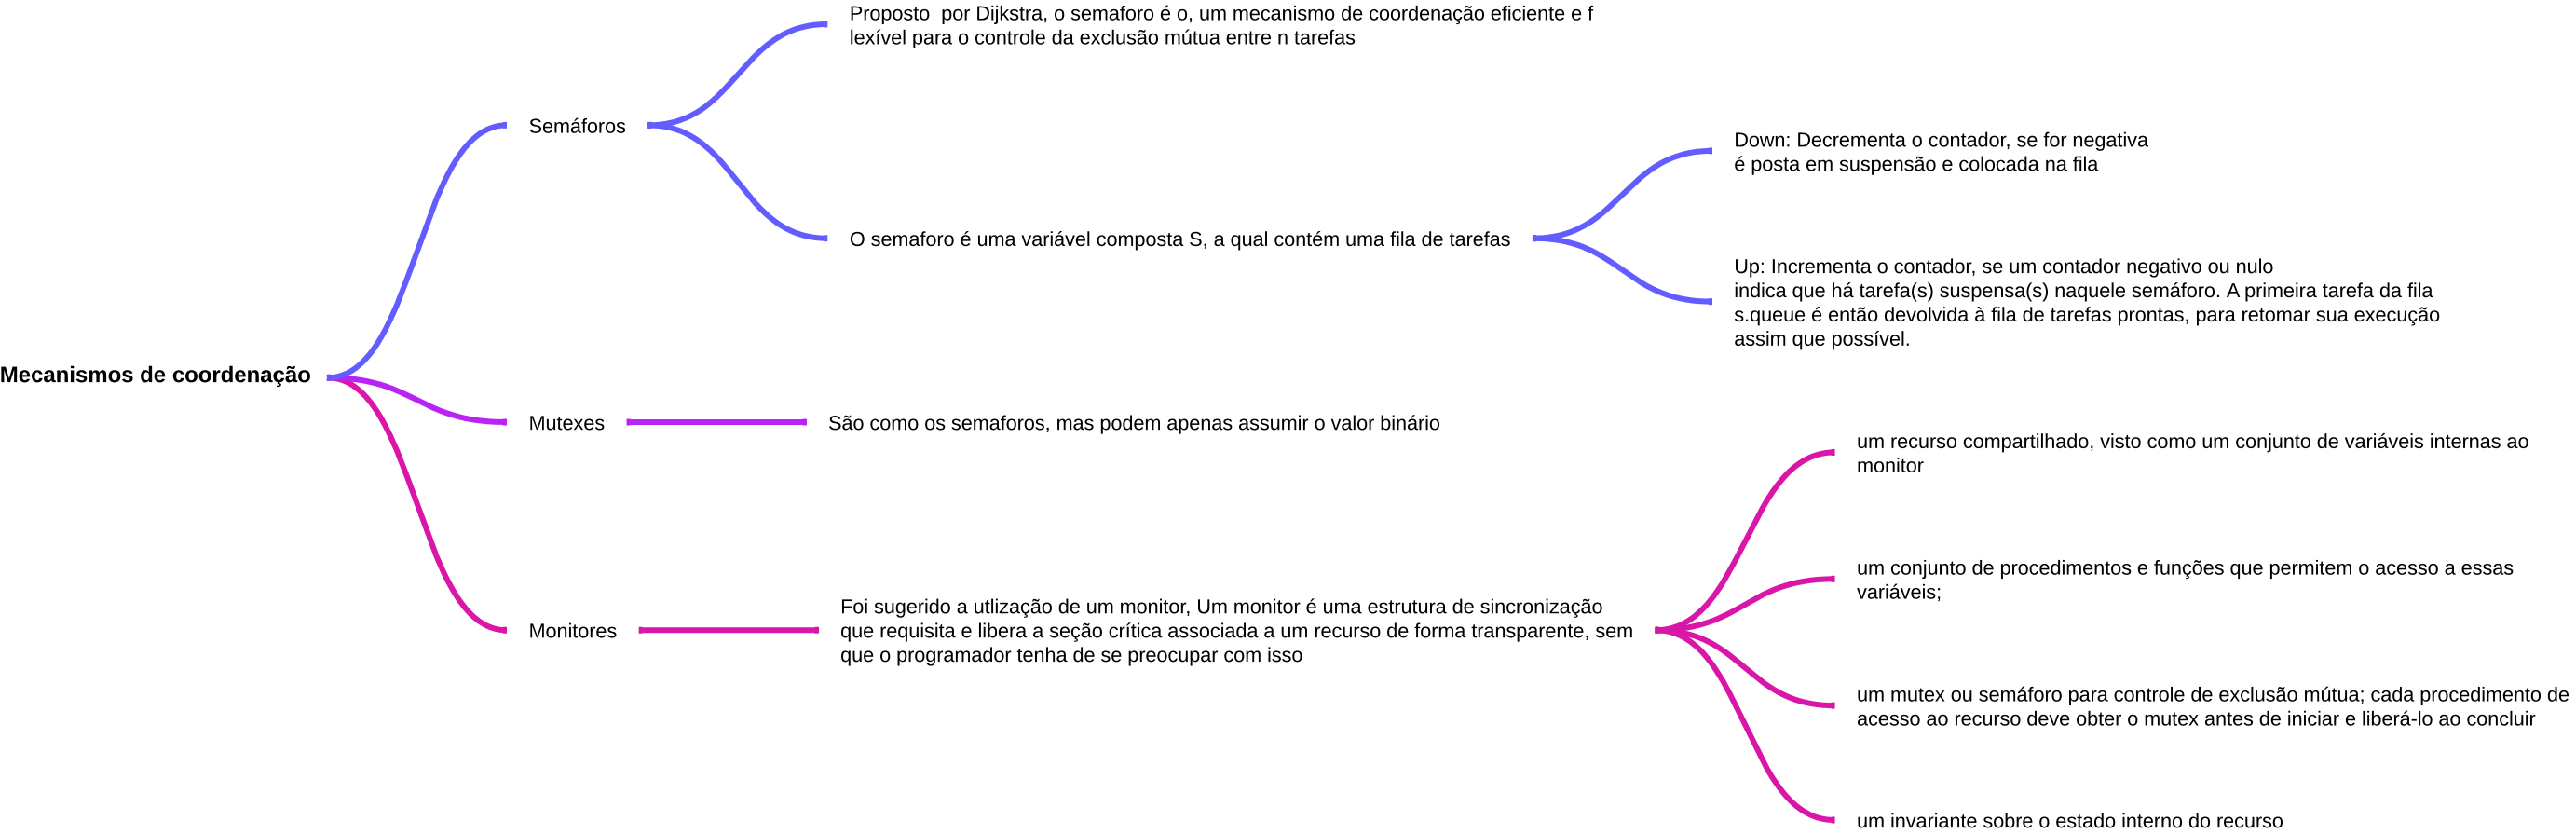 Mecanismos de coordenação
Semáforos
Proposto  por Dijkstra, o semaforo é o, um mecanismo de coordenação eficiente e f
lexível para o controle da exclusão mútua entre n tarefas
O semaforo é uma variável composta S, a qual contém uma fila de tarefas
Down: Decrementa o contador, se for negativa
é posta em suspensão e colocada na fila
Up: Incrementa o contador, se um contador negativo ou nulo
indica que há tarefa(s) suspensa(s) naquele semáforo. A primeira tarefa da fila
s.queue é então devolvida à fila de tarefas prontas, para retomar sua execução
assim que possível.
Mutexes
São como os semaforos, mas podem apenas assumir o valor binário
Monitores
Foi sugerido a utlização de um monitor, Um monitor é uma estrutura de sincronização
que requisita e libera a seção crítica associada a um recurso de forma transparente, sem
que o programador tenha de se preocupar com isso
um recurso compartilhado, visto como um conjunto de variáveis internas ao
monitor
um conjunto de procedimentos e funções que permitem o acesso a essas
variáveis;
um mutex ou semáforo para controle de exclusão mútua; cada procedimento de
acesso ao recurso deve obter o mutex antes de iniciar e liberá-lo ao concluir
um invariante sobre o estado interno do recurso